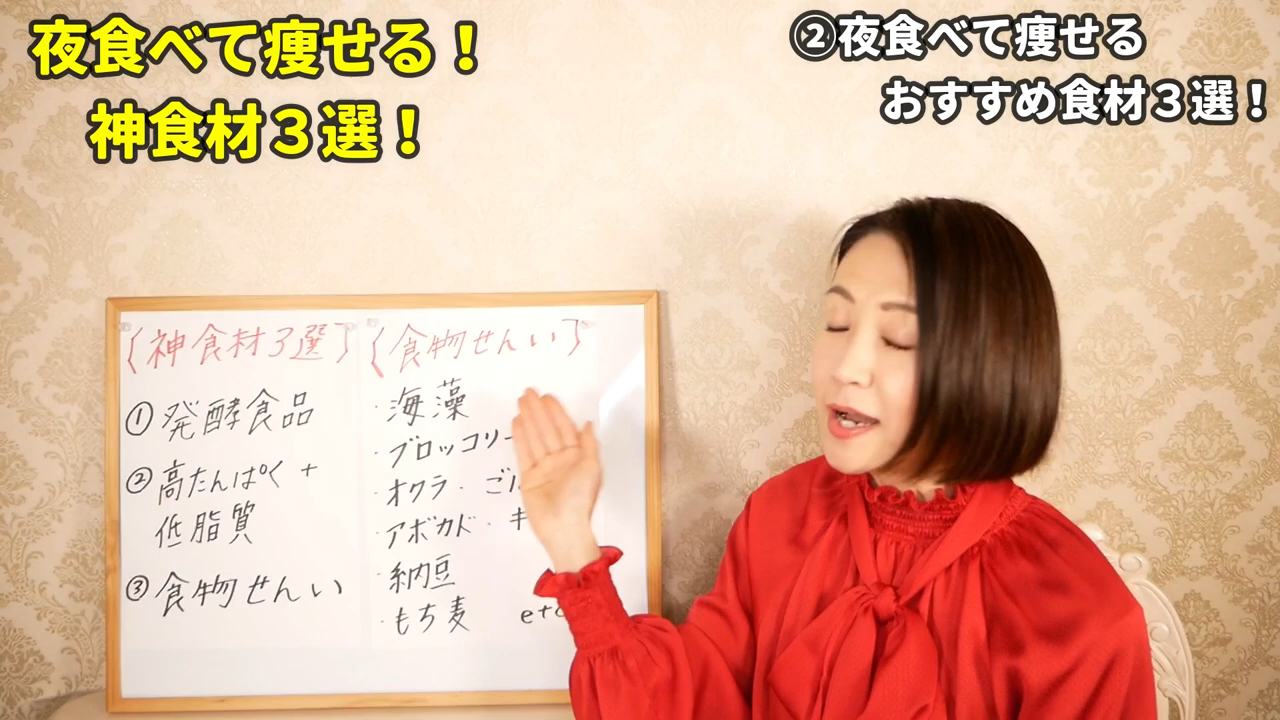 夜食べて痩せる！
神食材３選！
②夜食べて痩せる
おすすめ食材３選！
〔神食材3選〕
① 発酵食品
② 高たんぱく +
低脂質
③ 食物せんい
〔食物せんい〕
・海藻
・ブロッコリー
・オクラ・ご
・アボカド・キ
・納豆
・もち麦 etc